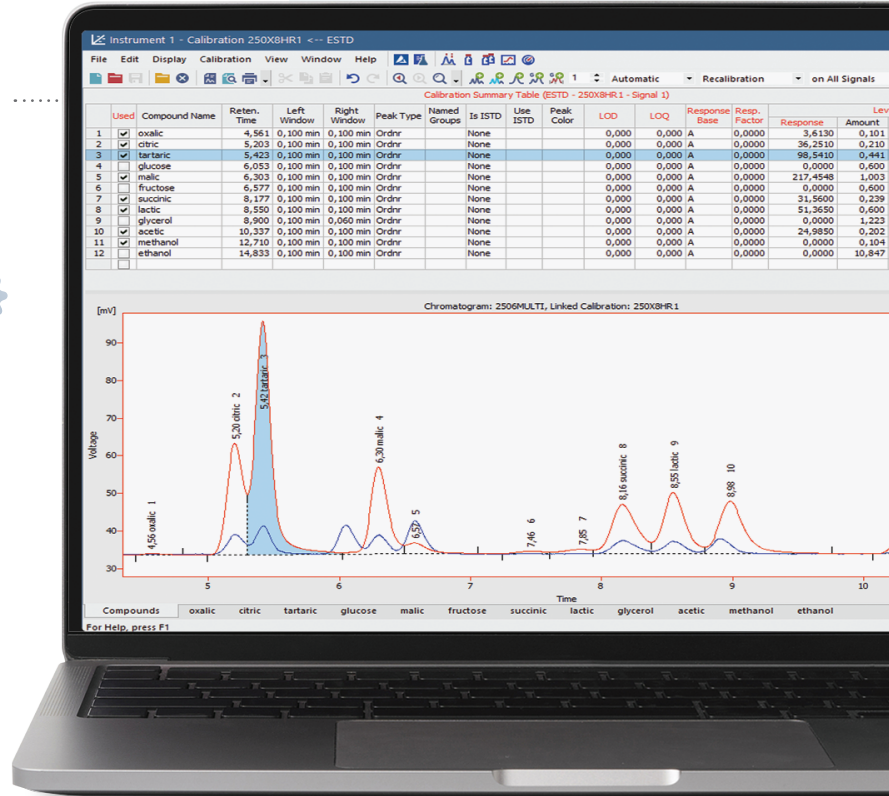 Instrument 1 - Calibration 250X8HR1 <-- ESTD
File Edit Display Calibration View Window Help
1 Automatic Recalibration on All Signals
Calibration Summary Table (ESTD - 250X8HR1 - Signal 1)
Used Compound Name Reten. Time Left Window Right Window Peak Type Named Groups Is ISTD Use ISTD Peak Color LOD LOQ Response Base Resp. Factor Response Amount
1 oxalic 4,561 0,100 min 0,100 min Ordnr None 0,000 0,000 A 0,0000 3,6130 0,101
2 citric 5,203 0,100 min 0,100 min Ordnr None 0,000 0,000 A 0,0000 36,2510 0,210
3 tartaric 5,423 0,100 min 0,100 min Ordnr None 0,000 0,000 A 0,0000 98,5410 0,441
4 glucose 6,053 0,100 min 0,100 min Ordnr None 0,000 0,000 A 0,0000 0,0000 0,600
5 malic 6,303 0,100 min 0,100 min Ordnr None 0,000 0,000 A 0,0000 217,4548 1,003
6 fructose 6,577 0,100 min 0,100 min Ordnr None 0,000 0,000 A 0,0000 0,0000 0,600
7 succinic 8,177 0,100 min 0,100 min Ordnr None 0,000 0,000 A 0,0000 31,5600 0,239
8 lactic 8,550 0,100 min 0,100 min Ordnr None 0,000 0,000 A 0,0000 51,3650 0,600
9 glycerol 8,900 0,060 min 0,100 min Ordnr None 0,000 0,000 A 0,0000 0,0000 1,223
10 acetic 10,337 0,100 min 0,100 min Ordnr None 0,000 0,000 A 0,0000 24,9850 0,202
11 methanol 12,710 0,100 min 0,100 min Ordnr None 0,000 0,000 A 0,0000 0,0000 0,104
12 ethanol 14,833 0,100 min 0,100 min Ordnr None 0,000 0,000 A 0,0000 0,0000 10,847
Chromatogram: 2506MULTI, Linked Calibration: 250X8HR1
[mV]
90
80
70
60
50
40
30
Voltage
4,56 oxalic 1
5,20 citric 2
5,42 tartaric 3
6,30 malic 4
6,57 5
7,46 6
7,85 7
8,16 succinic 8
8,55 lactic 9
8,98 10
5 6 7 8 9 10
Time
Compounds oxalic citric tartaric glucose malic fructose succinic lactic glycerol acetic methanol ethanol
For Help, press F1